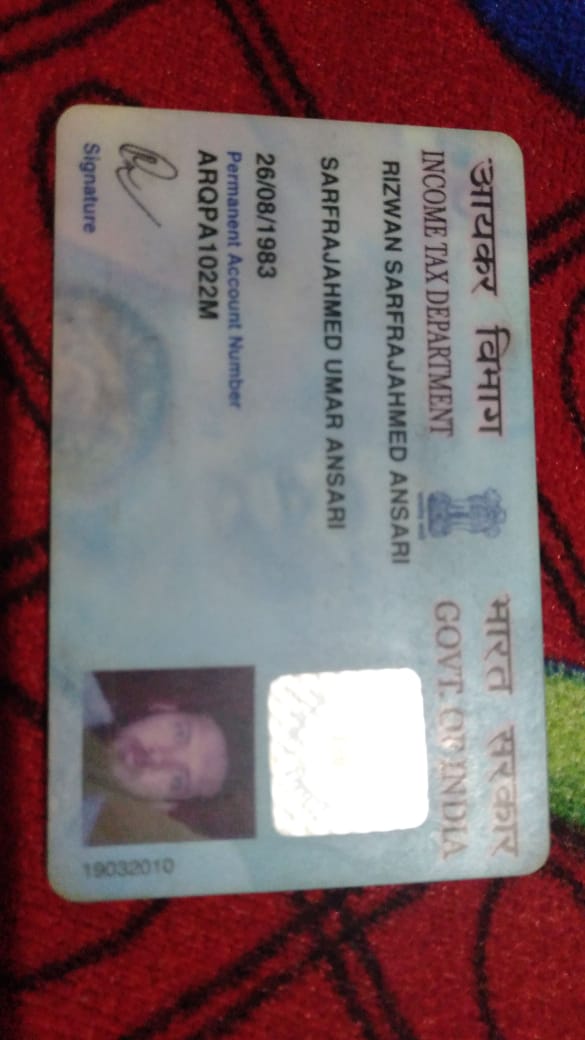 आयकर विभाग
INCOME TAX DEPARTMENT
भारत सरकार
GOVT. OF INDIA
RIZWAN SARFRAJAHMED ANSARI
SARFRAJAHMED UMAR ANSARI
26/08/1983
Permanent Account Number
ARQPA1022M
Signature
19032010